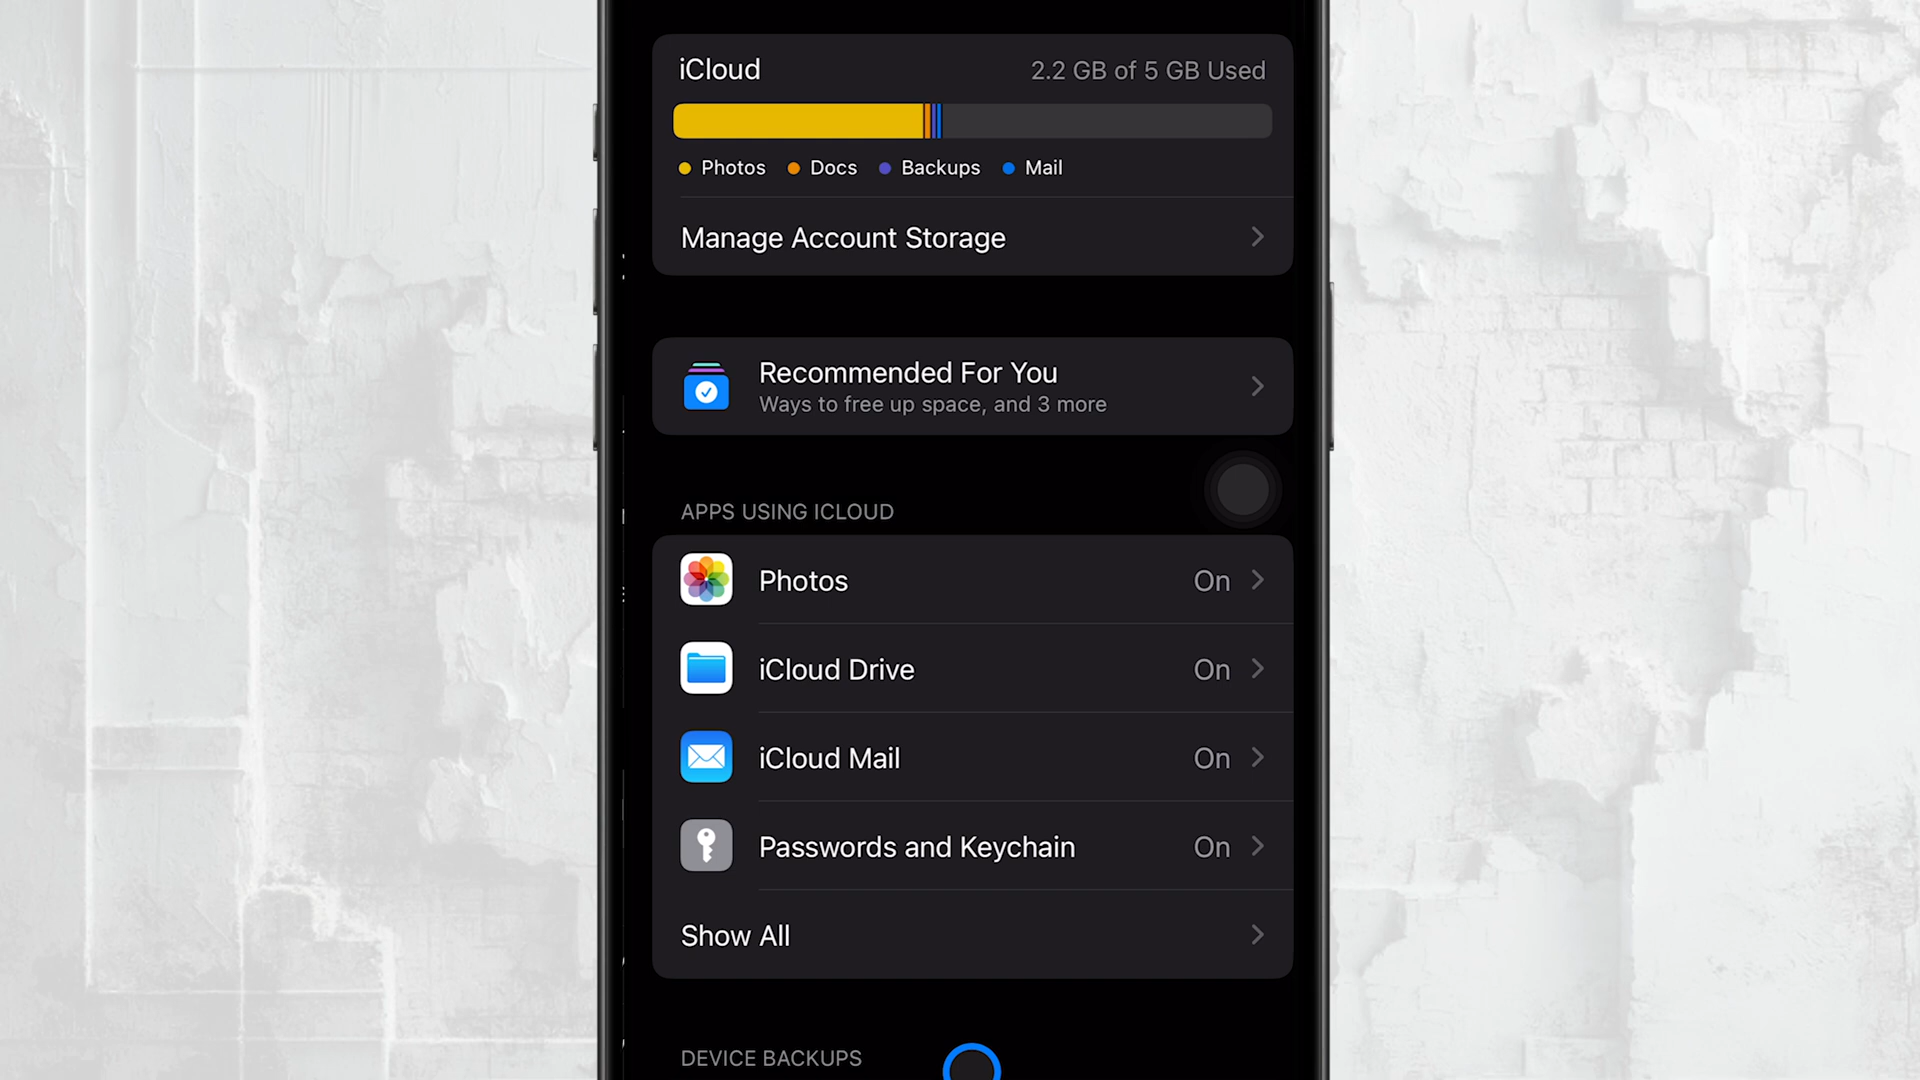 iCloud
2.2 GB of 5 GB Used
Photos
Docs
Backups
Mail
Manage Account Storage
Recommended For You
Ways to free up space, and 3 more
APPS USING ICLOUD
Photos
On
iCloud Drive
On
iCloud Mail
On
Passwords and Keychain
On
Show All
DEVICE BACKUPS